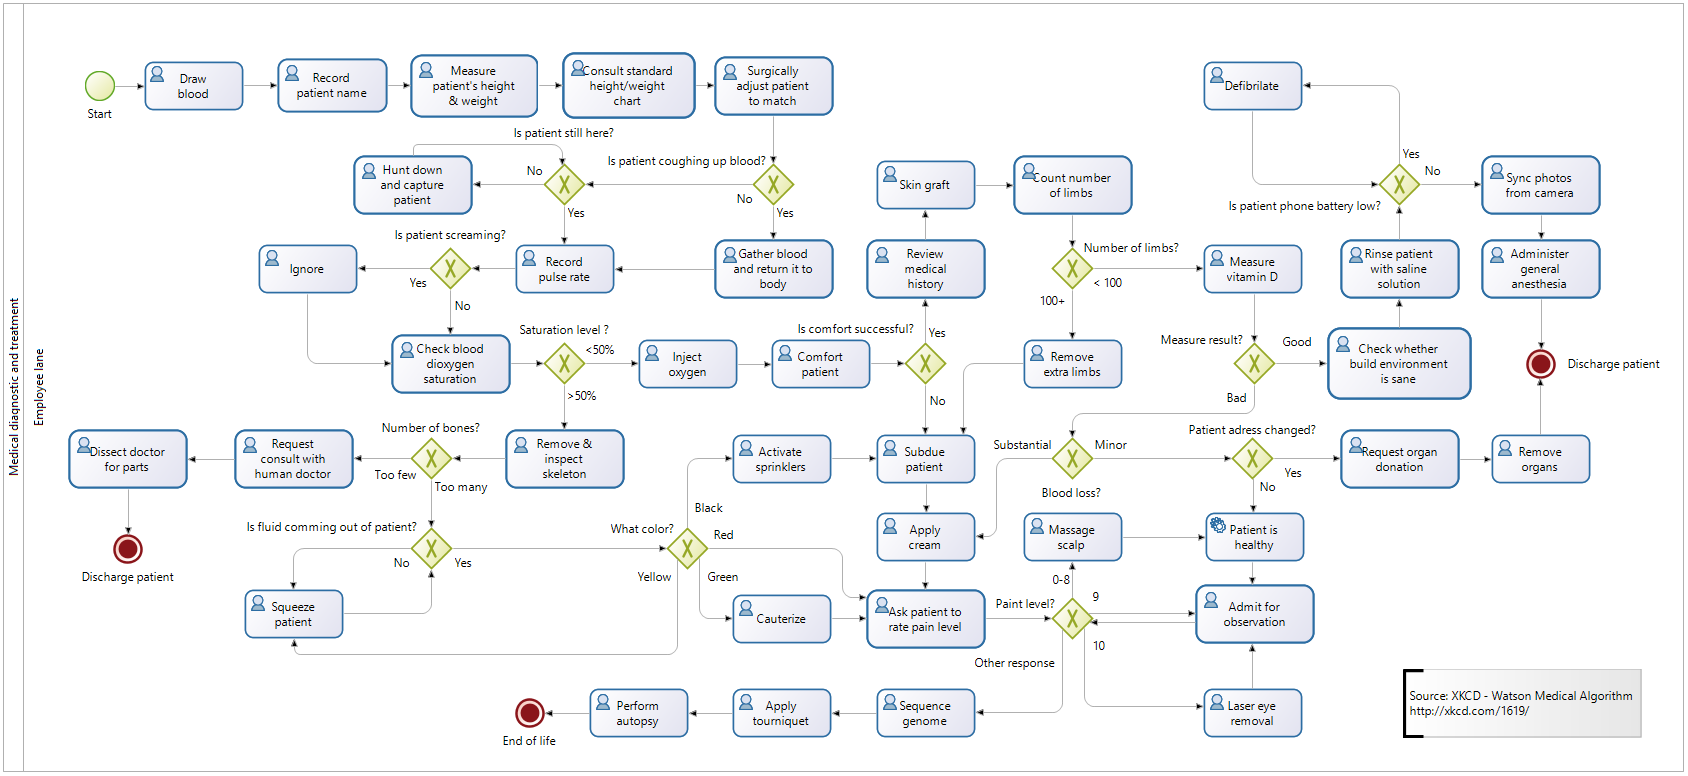 Medical diagnostic and treatment
Employee lane
Start
Draw
blood
Record
patient name
Measure
patient's height
& weight
Consult standard
height/weight
chart
Surgically
adjust patient
to match
Defibrilate
Is patient still here?
Hunt down
and capture
patient
No
Yes
Is patient coughing up blood?
No
Yes
Skin graft
Count number
of limbs
Yes
No
Is patient phone battery low?
Sync photos
from camera
Is patient screaming?
Ignore
Yes
No
Record
pulse rate
Gather blood
and return it to
body
Review
medical
history
Number of limbs?
< 100
100+
Measure
vitamin D
Rinse patient
with saline
solution
Administer
general
anesthesia
Check blood
dioxygen
saturation
Saturation level ?
<50%
>50%
Inject
oxygen
Comfort
patient
Is comfort successful?
Yes
No
Remove
extra limbs
Measure result?
Good
Bad
Check whether
build environment
is sane
Discharge patient
Dissect doctor
for parts
Request
consult with
human doctor
Number of bones?
Too few
Too many
Remove &
inspect
skeleton
Activate
sprinklers
Subdue
patient
Substantial
Minor
Blood loss?
Patient adress changed?
Yes
No
Request organ
donation
Remove
organs
Discharge patient
Is fluid comming out of patient?
No
Yes
What color?
Black
Red
Yellow
Green
Apply
cream
Massage
scalp
Patient is
healthy
Squeeze
patient
Cauterize
Ask patient to
rate pain level
Paint level?
0-8
9
10
Other response
Admit for
observation
End of life
Perform
autopsy
Apply
tourniquet
Sequence
genome
Laser eye
removal
Source: XKCD - Watson Medical Algorithm
http://xkcd.com/1619/